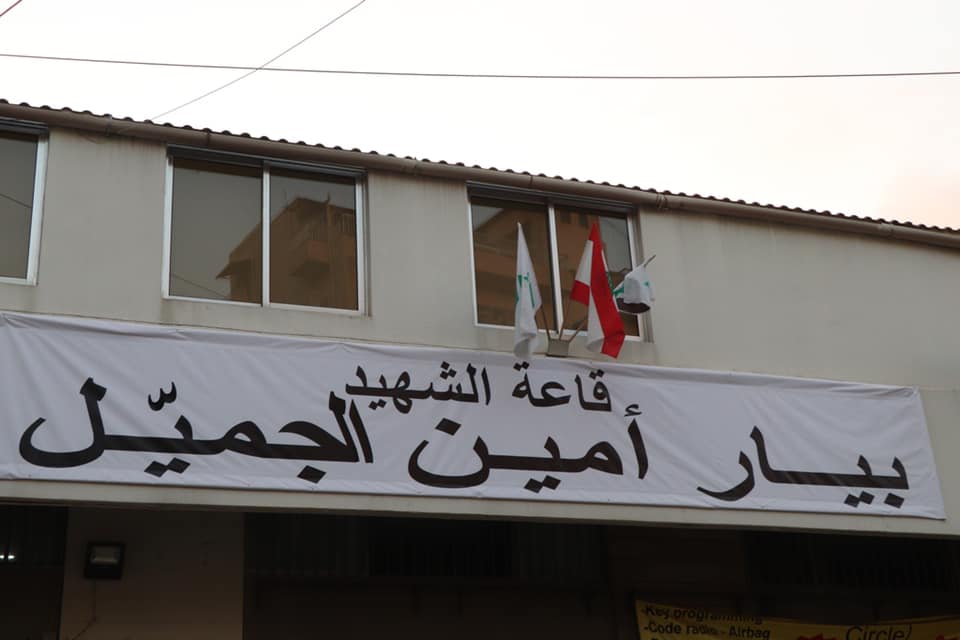 قاعة الشهيد
بيار أمين الجميّل
-Key programming
-Code radio - Airbag